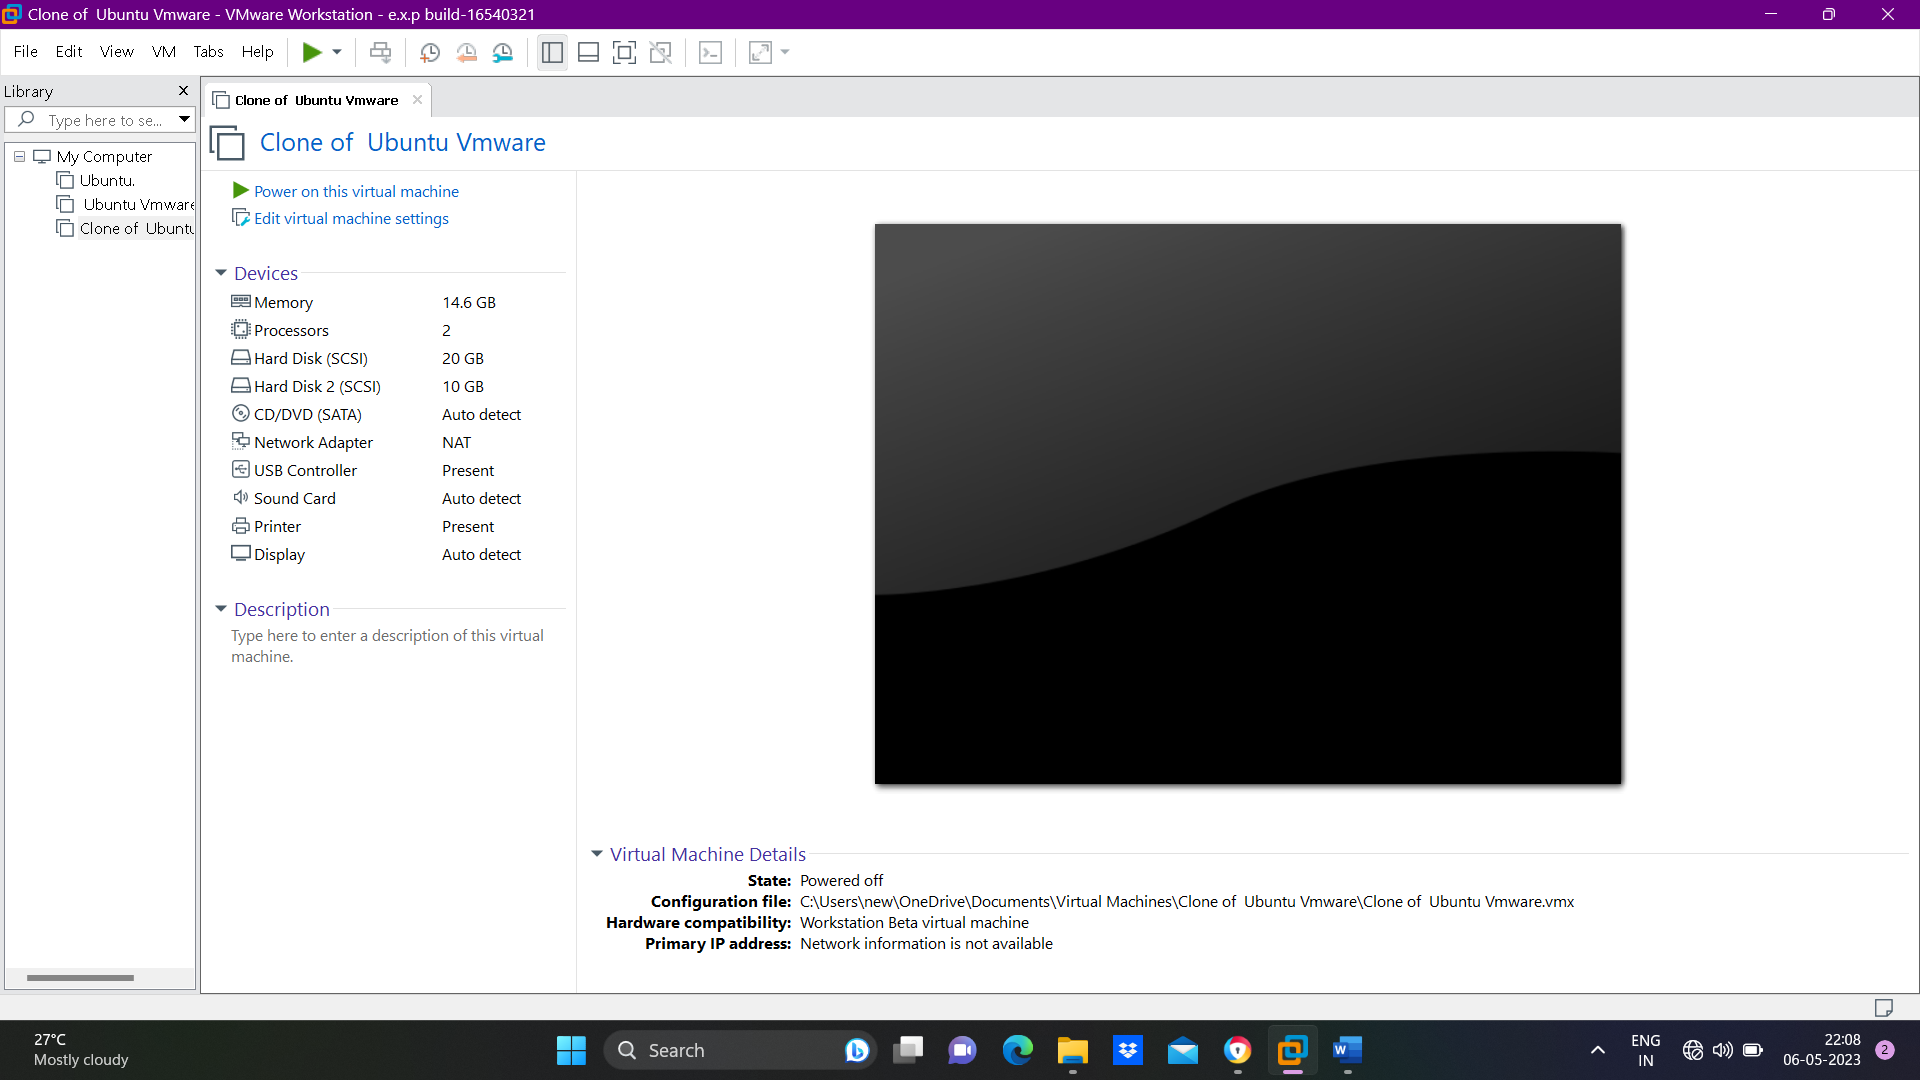 Clone of  Ubuntu Vmware - VMware Workstation - e.x.p build-16540321
File Edit View VM Tabs Help
Library
Type here to se...
My Computer
Ubuntu.
Ubuntu Vmware
Clone of  Ubuntu
Clone of  Ubuntu Vmware
Clone of  Ubuntu Vmware
Power on this virtual machine
Edit virtual machine settings
Devices
Memory 14.6 GB
Processors 2
Hard Disk (SCSI) 20 GB
Hard Disk 2 (SCSI) 10 GB
CD/DVD (SATA) Auto detect
Network Adapter NAT
USB Controller Present
Sound Card Auto detect
Printer Present
Display Auto detect
Description
Type here to enter a description of this virtual
machine.
Virtual Machine Details
State: Powered off
Configuration file: C:\Users\new\OneDrive\Documents\Virtual Machines\Clone of  Ubuntu Vmware\Clone of  Ubuntu Vmware.vmx
Hardware compatibility: Workstation Beta virtual machine
Primary IP address: Network information is not available
27°C
Mostly cloudy
Search
W
ENG
IN
22:08
06-05-2023
2